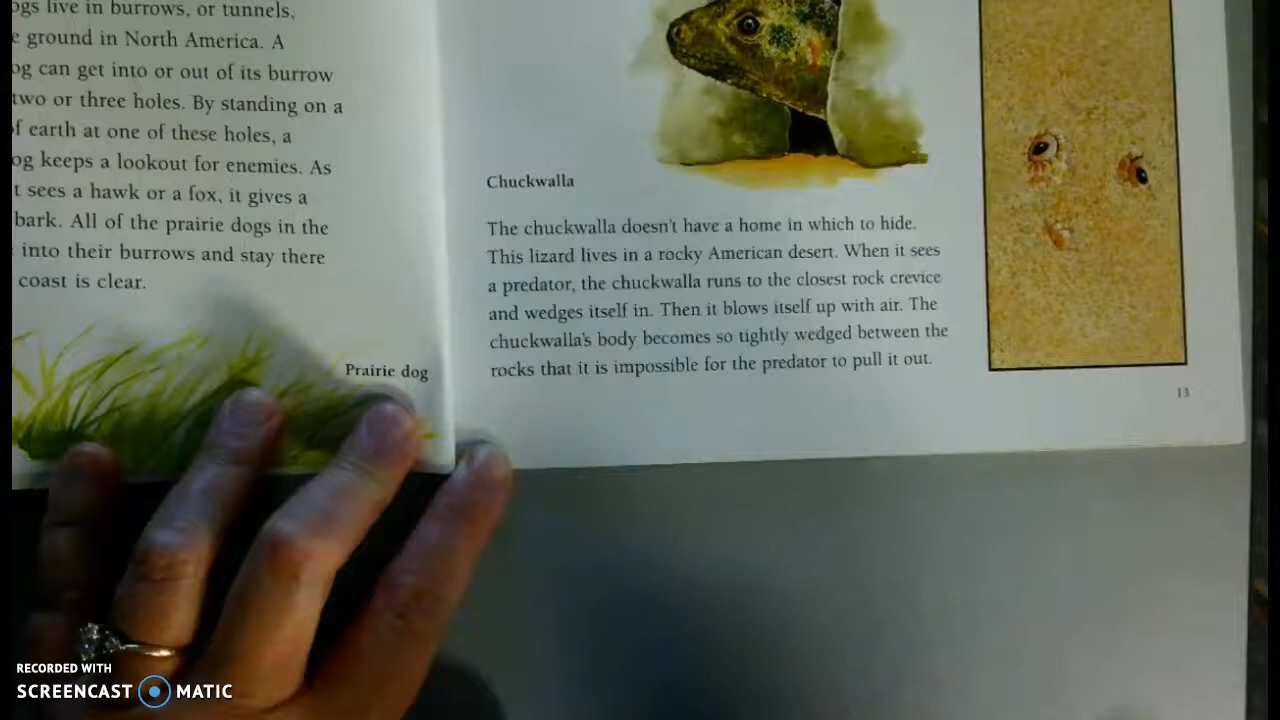 ogs live in burrows, or tunnels,
e ground in North America. A
og can get into or out of its burrow
two or three holes. By standing on a
f earth at one of these holes, a
og keeps a lookout for enemies. As
t sees a hawk or a fox, it gives a
bark. All of the prairie dogs in the
into their burrows and stay there
coast is clear.
Prairie dog
Chuckwalla
The chuckwalla doesn't have a home in which to hide.
This lizard lives in a rocky American desert. When it sees
a predator, the chuckwalla runs to the closest rock crevice
and wedges itself in. Then it blows itself up with air. The
chuckwalla's body becomes so tightly wedged between the
rocks that it is impossible for the predator to pull it out.
13
RECORDED WITH
SCREENCAST MATIC